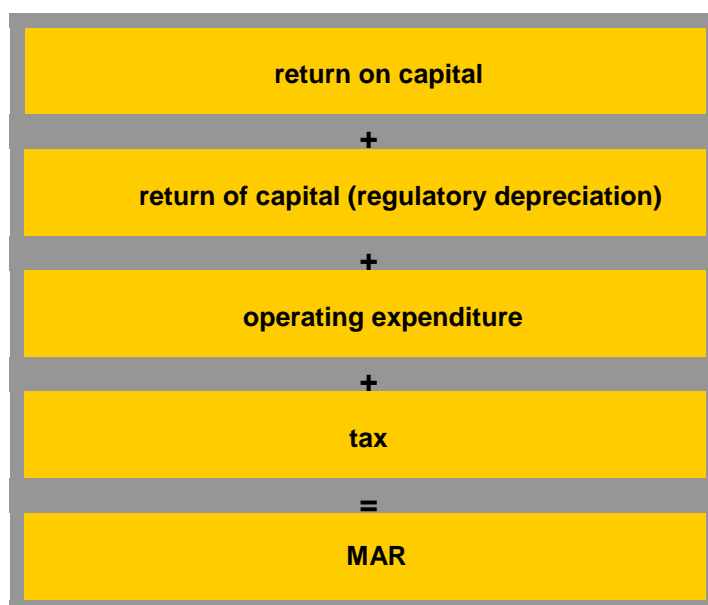 return on capital
+
return of capital (regulatory depreciation)
+
operating expenditure
+
tax
=
MAR